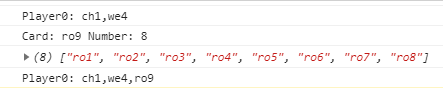 Player0: ch1,we4
Card: ro9 Number: 8
▶ (8) ["ro1", "ro2", "ro3", "ro4", "ro5", "ro6", "ro7", "ro8"]
Player0: ch1,we4,ro9